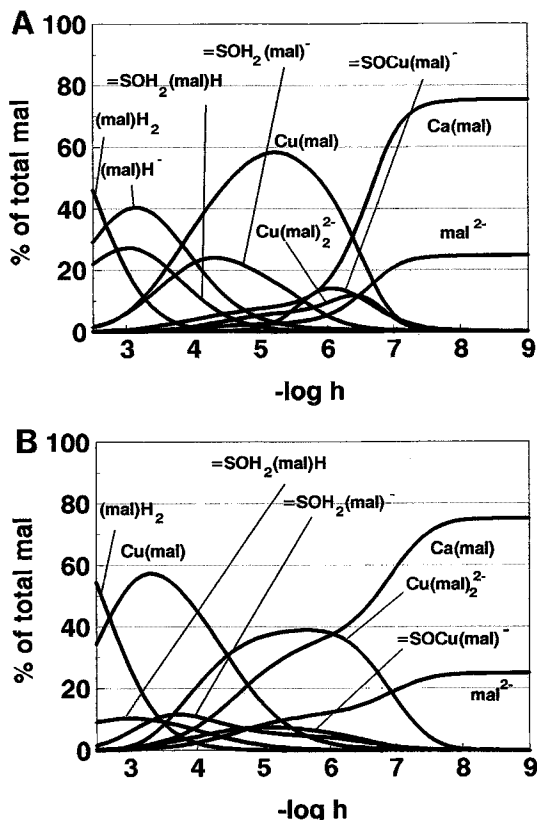 A
% of total mal
100
80
60
40
20
0
=SOH₂(mal)⁻
=SOH₂(mal)H
=SOCu(mal)⁻
(mal)H₂
(mal)H⁻
Cu(mal)
Ca(mal)
Cu(mal)₂²⁻
mal²⁻
3 4 5 6 7 8 9
-log h
B
% of total mal
100
80
60
40
20
0
=SOH₂(mal)H
(mal)H₂
=SOH₂(mal)⁻
Cu(mal)
Ca(mal)
Cu(mal)₂²⁻
=SOCu(mal)⁻
mal²⁻
3 4 5 6 7 8 9
-log h